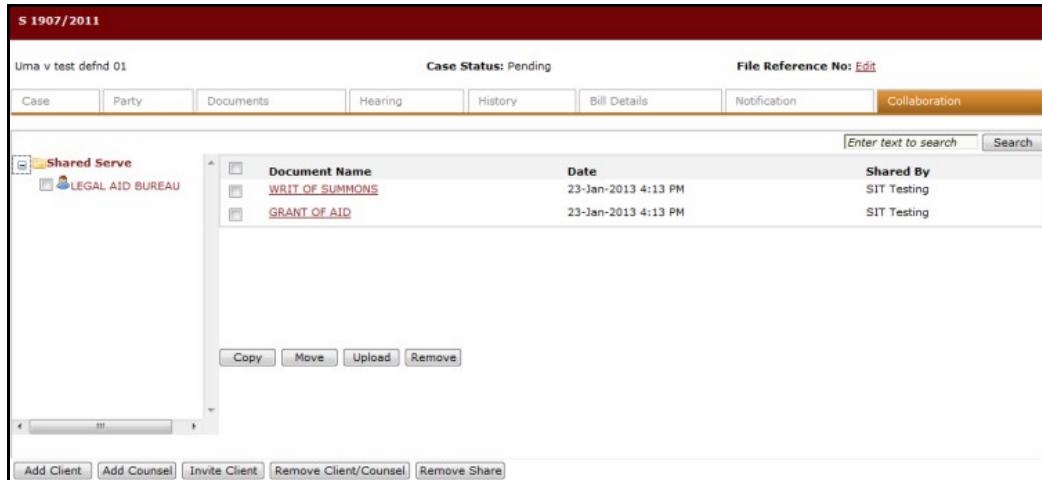 S 1907/2011
Uma v test defnd 01 Case Status: Pending File Reference No: Edit
Case Party Documents Hearing History Bill Details Notification Collaboration
Enter text to search Search
Shared Serve
LEGAL AID BUREAU
Document Name Date Shared By
WRIT OF SUMMONS 23-Jan-2013 4:13 PM SIT Testing
GRANT OF AID 23-Jan-2013 4:13 PM SIT Testing
Copy Move Upload Remove
Add Client Add Counsel Invite Client Remove Client/Counsel Remove Share